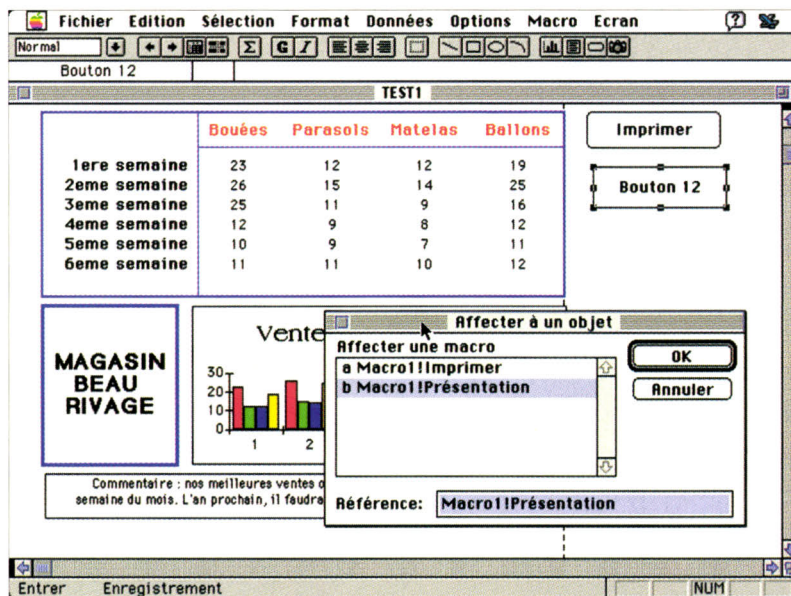 Fichier Edition Sélection Format Données Options Macro Ecran
Normal Σ G I
Bouton 12
TEST1
Bouées Parasols Matelas Ballons
1ere semaine 23 12 12 19
2eme semaine 26 15 14 25
3eme semaine 25 11 9 16
4eme semaine 12 9 8 12
5eme semaine 10 9 7 11
6eme semaine 11 11 10 12
Imprimer
Bouton 12
MAGASIN
BEAU
RIVAGE
Vente
30
20
10
0
1 2
Commentaire : nos meilleures ventes
semaine du mois. L'an prochain, il faudra
Affecter à un objet
Affecter une macro
a Macro1!Imprimer
b Macro1!Présentation
OK
Annuler
Référence: Macro1!Présentation
Entrer Enregistrement NUM